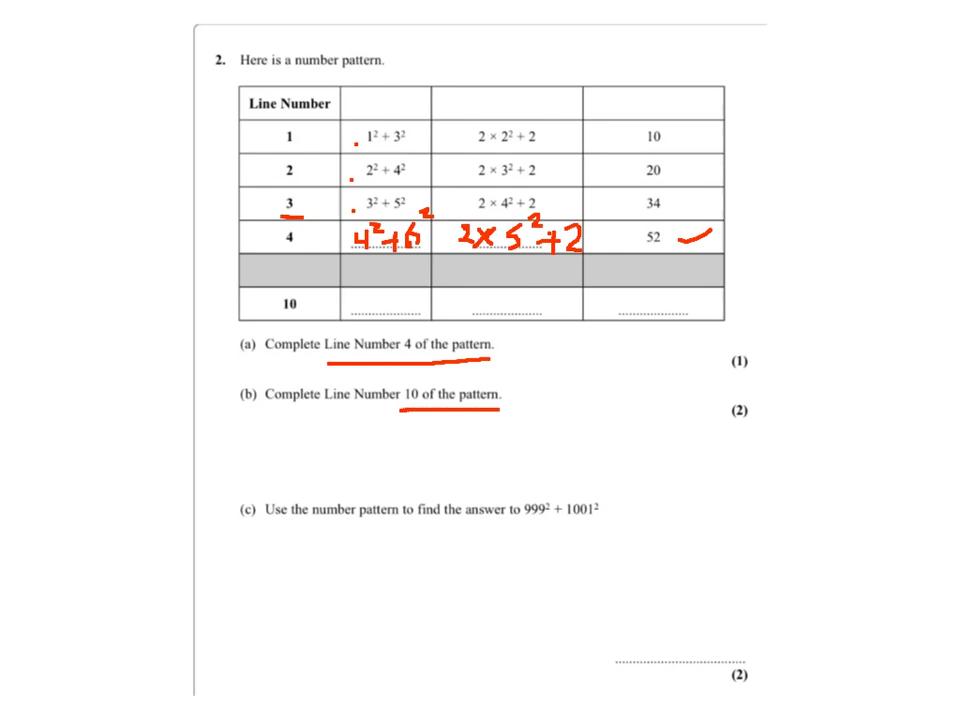 2. Here is a number pattern.
Line Number
1 1² + 3² 2 × 2² + 2 10
2 2² + 4² 2 × 3² + 2 20
3 3² + 5² 2 × 4² + 2 34
4 4²+6² 2×5²+2 52
10 .................... .................... ....................
(a) Complete Line Number 4 of the pattern.
(1)
(b) Complete Line Number 10 of the pattern.
(2)
(c) Use the number pattern to find the answer to 999² + 1001²
......................................
(2)